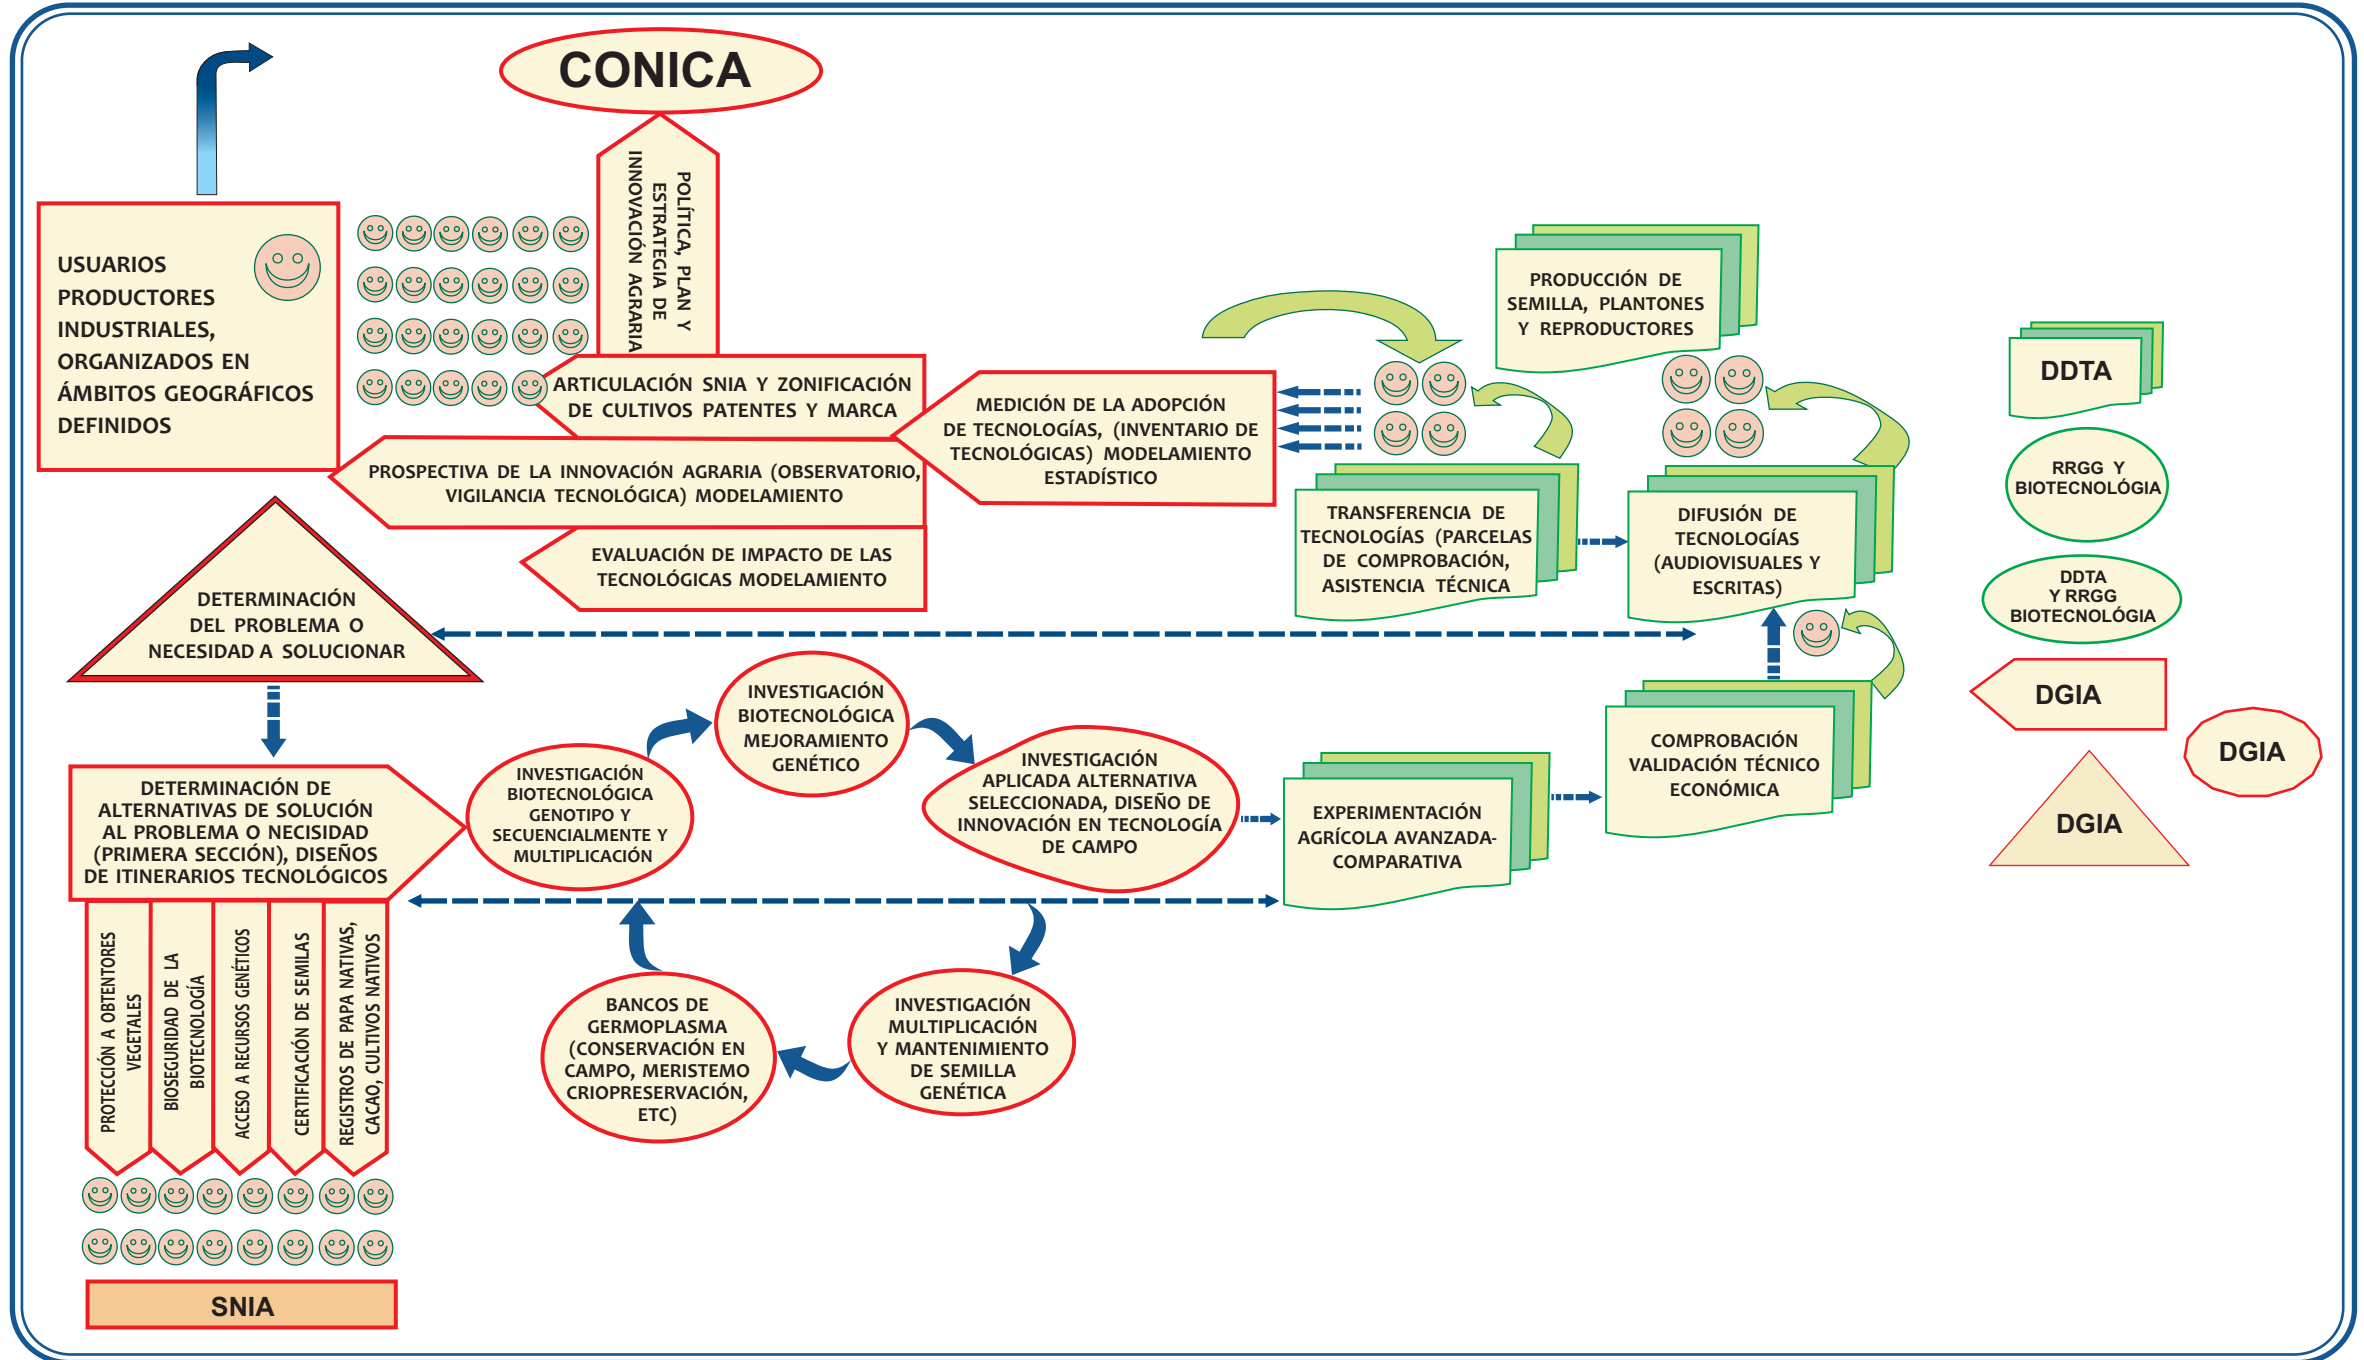 CONICA
POLÍTICA, PLAN Y
ESTRATEGIA DE
INNOVACIÓN AGRARIA
USUARIOS
PRODUCTORES
INDUSTRIALES,
ORGANIZADOS EN
ÁMBITOS GEOGRÁFICOS
DEFINIDOS
ARTICULACIÓN SNIA Y ZONIFICACIÓN
DE CULTIVOS PATENTES Y MARCA
PROSPECTIVA DE LA INNOVACIÓN AGRARIA (OBSERVATORIO,
VIGILANCIA TECNOLÓGICA) MODELAMIENTO
EVALUACIÓN DE IMPACTO DE LAS
TECNOLÓGICAS MODELAMIENTO
MEDICIÓN DE LA ADOPCIÓN
DE TECNOLOGÍAS, (INVENTARIO DE
TECNOLÓGICAS) MODELAMIENTO
ESTADÍSTICO
PRODUCCIÓN DE
SEMILLA, PLANTONES
Y REPRODUCTORES
TRANSFERENCIA DE
TECNOLOGÍAS (PARCELAS
DE COMPROBACIÓN,
ASISTENCIA TÉCNICA
DIFUSIÓN DE
TECNOLOGÍAS
(AUDIOVISUALES Y
ESCRITAS)
DETERMINACIÓN
DEL PROBLEMA O
NECESIDAD A SOLUCIONAR
DETERMINACIÓN DE
ALTERNATIVAS DE SOLUCIÓN
AL PROBLEMA O NECISIDAD
(PRIMERA SECCIÓN), DISEÑOS
DE ITINERARIOS TECNOLÓGICOS
INVESTIGACIÓN
BIOTECNOLÓGICA
GENOTIPO Y
SECUENCIALMENTE Y
MULTIPLICACIÓN
INVESTIGACIÓN
BIOTECNOLÓGICA
MEJORAMIENTO
GENÉTICO
INVESTIGACIÓN
APLICADA ALTERNATIVA
SELECCIONADA, DISEÑO DE
INNOVACIÓN EN TECNOLOGÍA
DE CAMPO
EXPERIMENTACIÓN
AGRÍCOLA AVANZADA-
COMPARATIVA
COMPROBACIÓN
VALIDACIÓN TÉCNICO
ECONÓMICA
PROTECCIÓN A OBTENTORES
VEGETALES
BIOSEGURIDAD DE LA
BIOTECNOLOGÍA
ACCESO A RECURSOS GENÉTICOS
CERTIFICACIÓN DE SEMILAS
REGISTROS DE PAPA NATIVAS,
CACAO, CULTIVOS NATIVOS
BANCOS DE
GERMOPLASMA
(CONSERVACIÓN EN
CAMPO, MERISTEMO
CRIOPRESERVACIÓN,
ETC)
INVESTIGACIÓN
MULTIPLICACIÓN
Y MANTENIMIENTO
DE SEMILLA
GENÉTICA
SNIA
DDTA
RRGG Y
BIOTECNOLÓGIA
DDTA
Y RRGG
BIOTECNOLÓGIA
DGIA
DGIA
DGIA